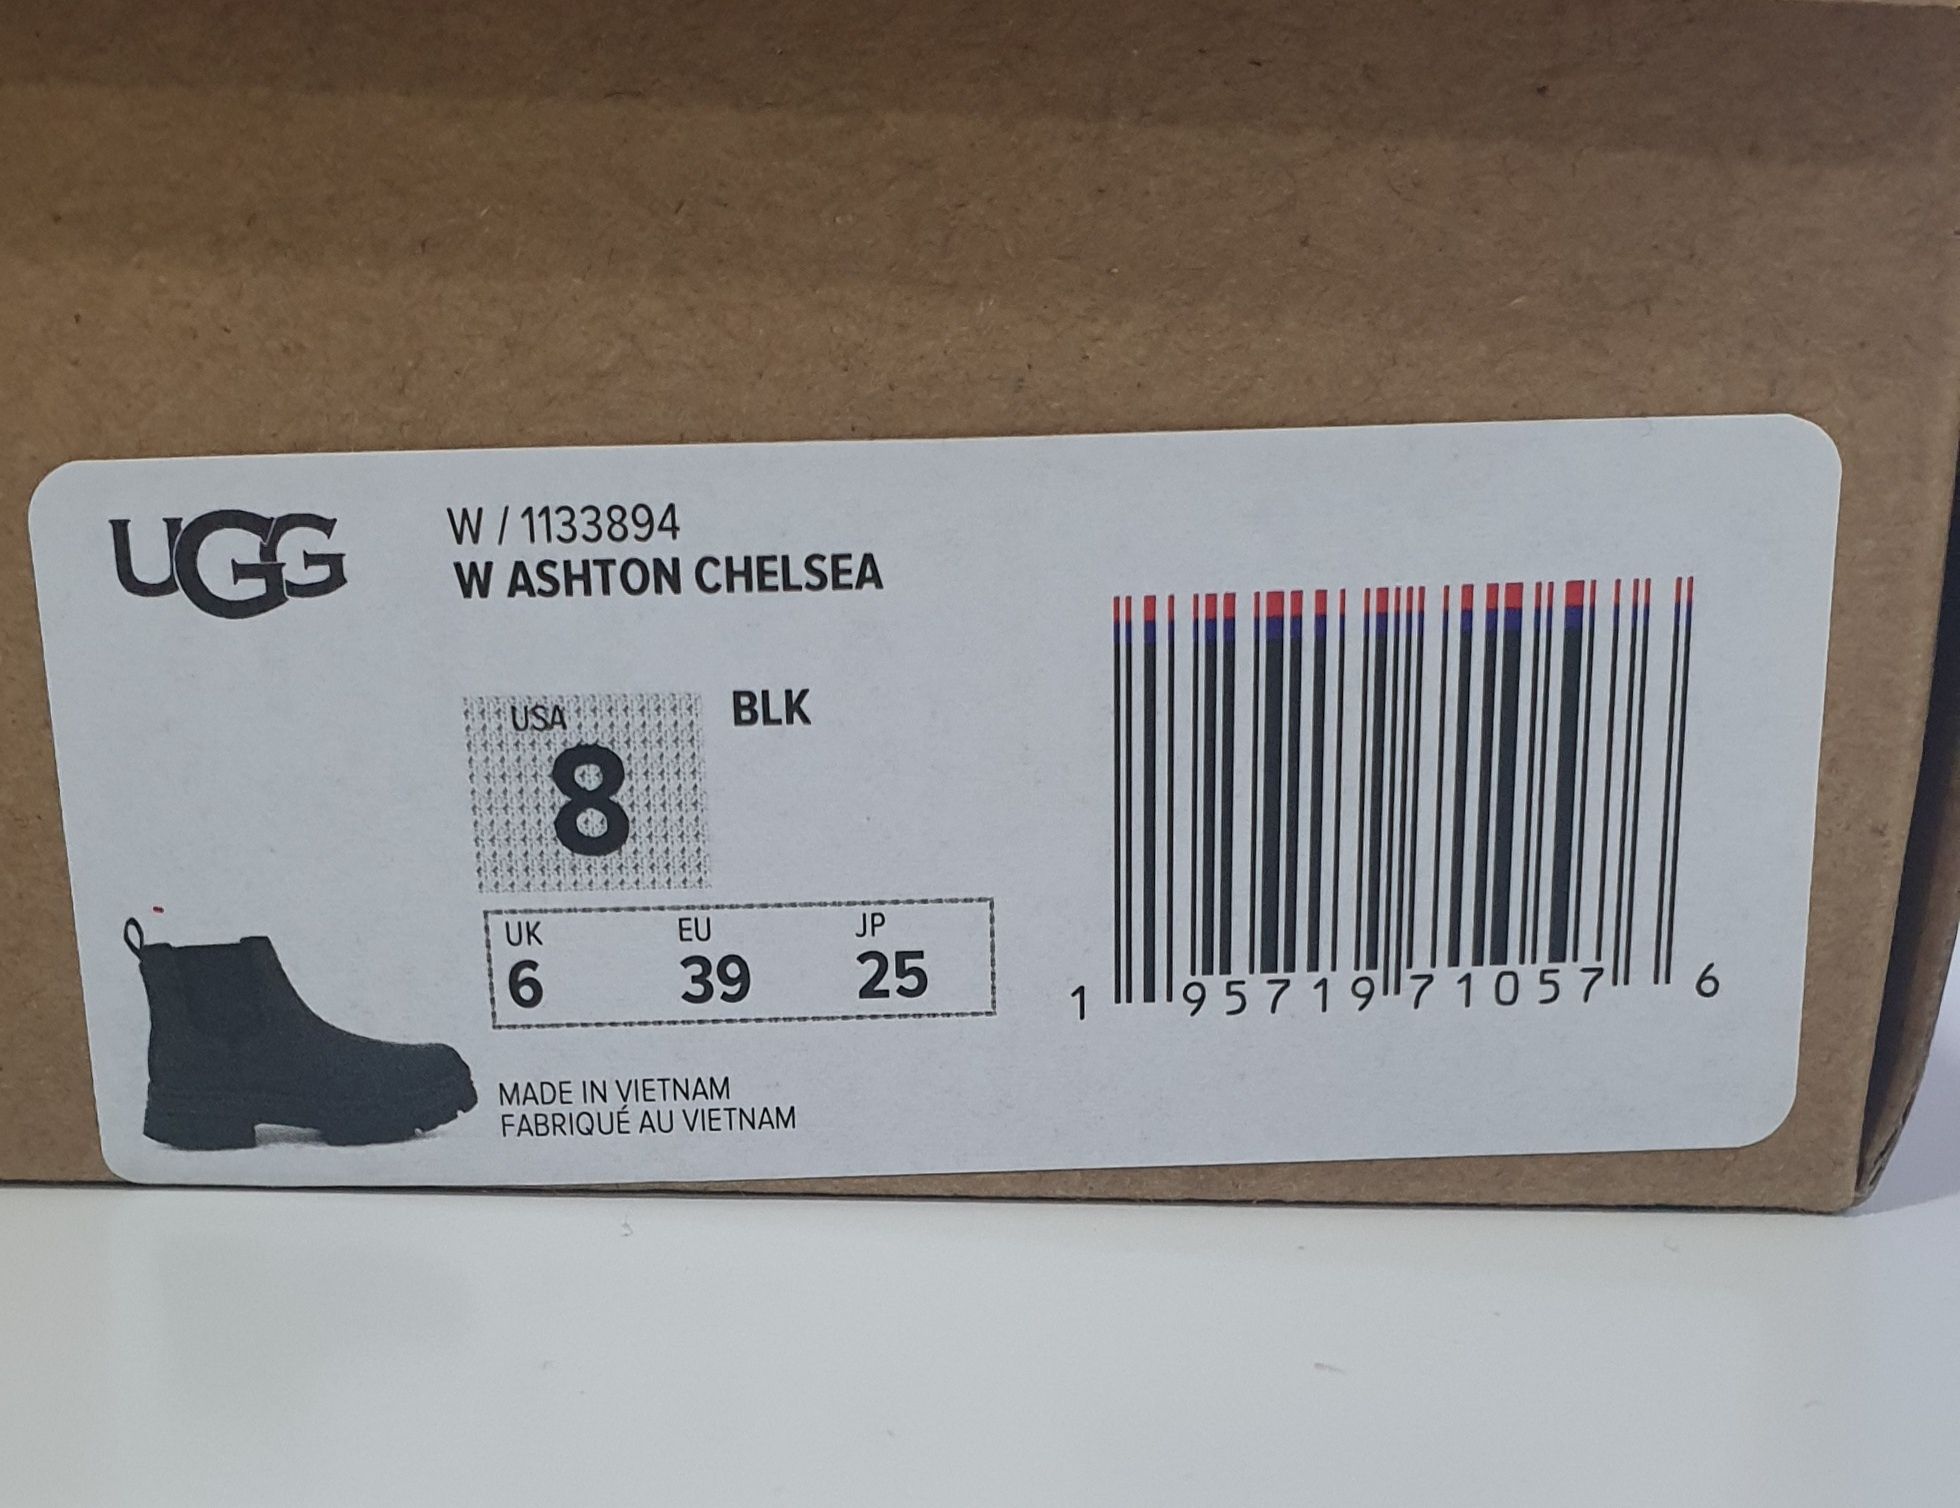 UGG
W / 1133894
W ASHTON CHELSEA
USA
8
BLK
UK EU JP
6 39 25
MADE IN VIETNAM
FABRIQUÉ AU VIETNAM
1 95719 71057 6